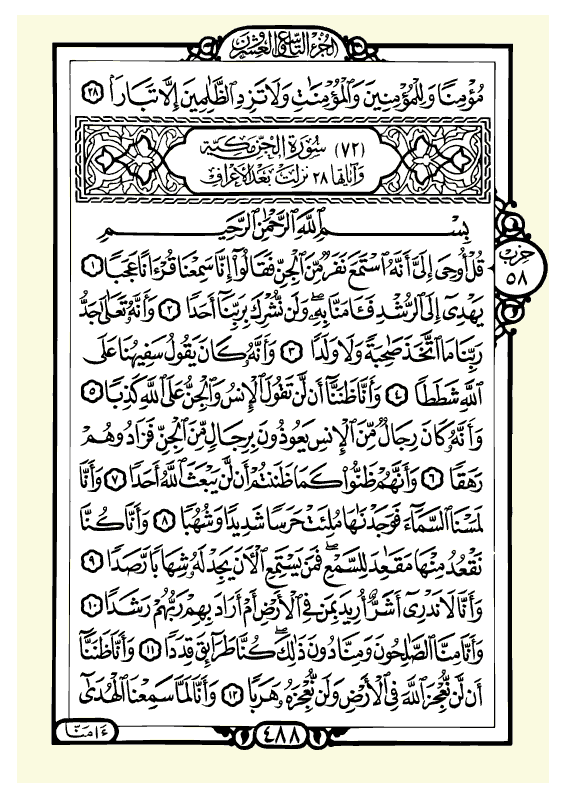 الجزء التاسع والعشرون
مُؤْمِنًا وَلِلْمُؤْمِنِينَ وَٱلْمُؤْمِنَٰتِ وَلَا تَزِدِ ٱلظَّٰلِمِينَ إِلَّا تَبَارًۢا ٢٨
(٧٢) سُورَةُ الْجِنِّ مَكِّيَّة
وَآيَاتُهَا ٢٨ نَزَلَتْ بَعْدَ الأَعْرَافِ
بِسْمِ ٱللَّهِ ٱلرَّحْمَٰنِ ٱلرَّحِيمِ
قُلْ أُوحِىَ إِلَىَّ أَنَّهُ ٱسْتَمَعَ نَفَرٌ مِّنَ ٱلْجِنِّ فَقَالُوٓا۟ إِنَّا سَمِعْنَا قُرْءَانًا عَجَبًا ١
حزب
٥٨
يَهْدِىٓ إِلَى ٱلرُّشْدِ فَـَٔامَنَّا بِهِۦ وَلَن نُّشْرِكَ بِرَبِّنَآ أَحَدًا ٢ وَأَنَّهُۥ تَعَٰلَىٰ جَدُّ
رَبِّنَا مَا ٱتَّخَذَ صَٰحِبَةً وَلَا وَلَدًا ٣ وَأَنَّهُۥ كَانَ يَقُولُ سَفِيهُنَا عَلَى
ٱللَّهِ شَطَطًا ٤ وَأَنَّا ظَنَنَّآ أَن لَّن تَقُولَ ٱلْإِنسُ وَٱلْجِنُّ عَلَى ٱللَّهِ كَذِبًا ٥
وَأَنَّهُۥ كَانَ رِجَالٌ مِّنَ ٱلْإِنسِ يَعُوذُونَ بِرِجَالٍ مِّنَ ٱلْجِنِّ فَزَادُوهُمْ
رَهَقًا ٦ وَأَنَّهُمْ ظَنُّوا۟ كَمَا ظَنَنتُمْ أَن لَّن يَبْعَثَ ٱللَّهُ أَحَدًا ٧ وَأَنَّا
لَمَسْنَا ٱلسَّمَآءَ فَوَجَدْنَٰهَا مُلِئَتْ حَرَسًا شَدِيدًا وَشُهُبًا ٨ وَأَنَّا كُنَّا
نَقْعُدُ مِنْهَا مَقَٰعِدَ لِلسَّمْعِ فَمَن يَسْتَمِعِ ٱلْـَٔانَ يَجِدْ لَهُۥ شِهَابًا رَّصَدًا ٩
وَأَنَّا لَا نَدْرِىٓ أَشَرٌّ أُرِيدَ بِمَن فِى ٱلْأَرْضِ أَمْ أَرَادَ بِهِمْ رَبُّهُمْ رَشَدًا ١٠
وَأَنَّا مِنَّا ٱلصَّٰلِحُونَ وَمِنَّا دُونَ ذَٰلِكَ كُنَّا طَرَآئِقَ قِدَدًا ١١ وَأَنَّا ظَنَنَّآ
أَن لَّن نُّعْجِزَ ٱللَّهَ فِى ٱلْأَرْضِ وَلَن نُّعْجِزَهُۥ هَرَبًا ١٢ وَأَنَّا لَمَّا سَمِعْنَا ٱلْهُدَىٰٓ
ءَامَنَّا
٤٨٨